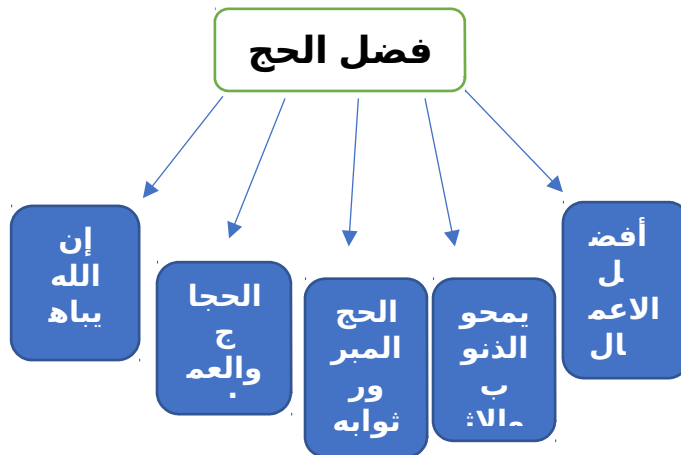 فضل الحج
أفض
ل
الاعم
ال
يمحو
الذنو
ب
الحج
المبر
ور
ثوابه
الحجا
ج
والعم
إن
الله
يباه